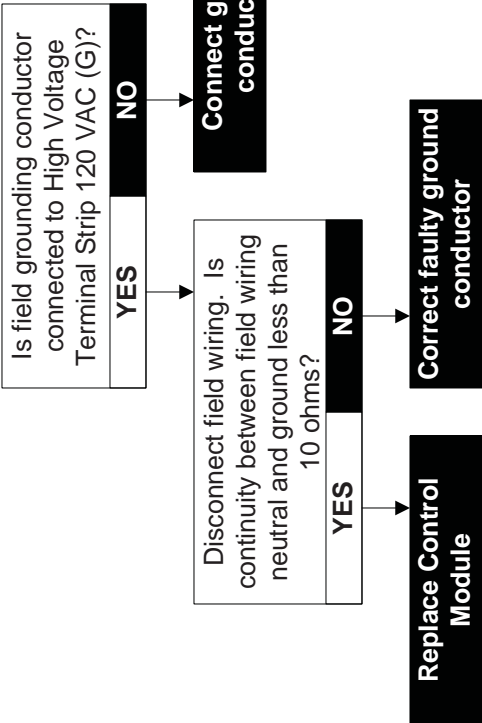 Is field grounding conductor
connected to High Voltage
Terminal Strip 120 VAC (G)?
YES
NO
Connect
Disconnect field wiring. Is
continuity between field wiring
neutral and ground less than
10 ohms?
YES
NO
Replace Control
Module
Correct faulty ground
conductor